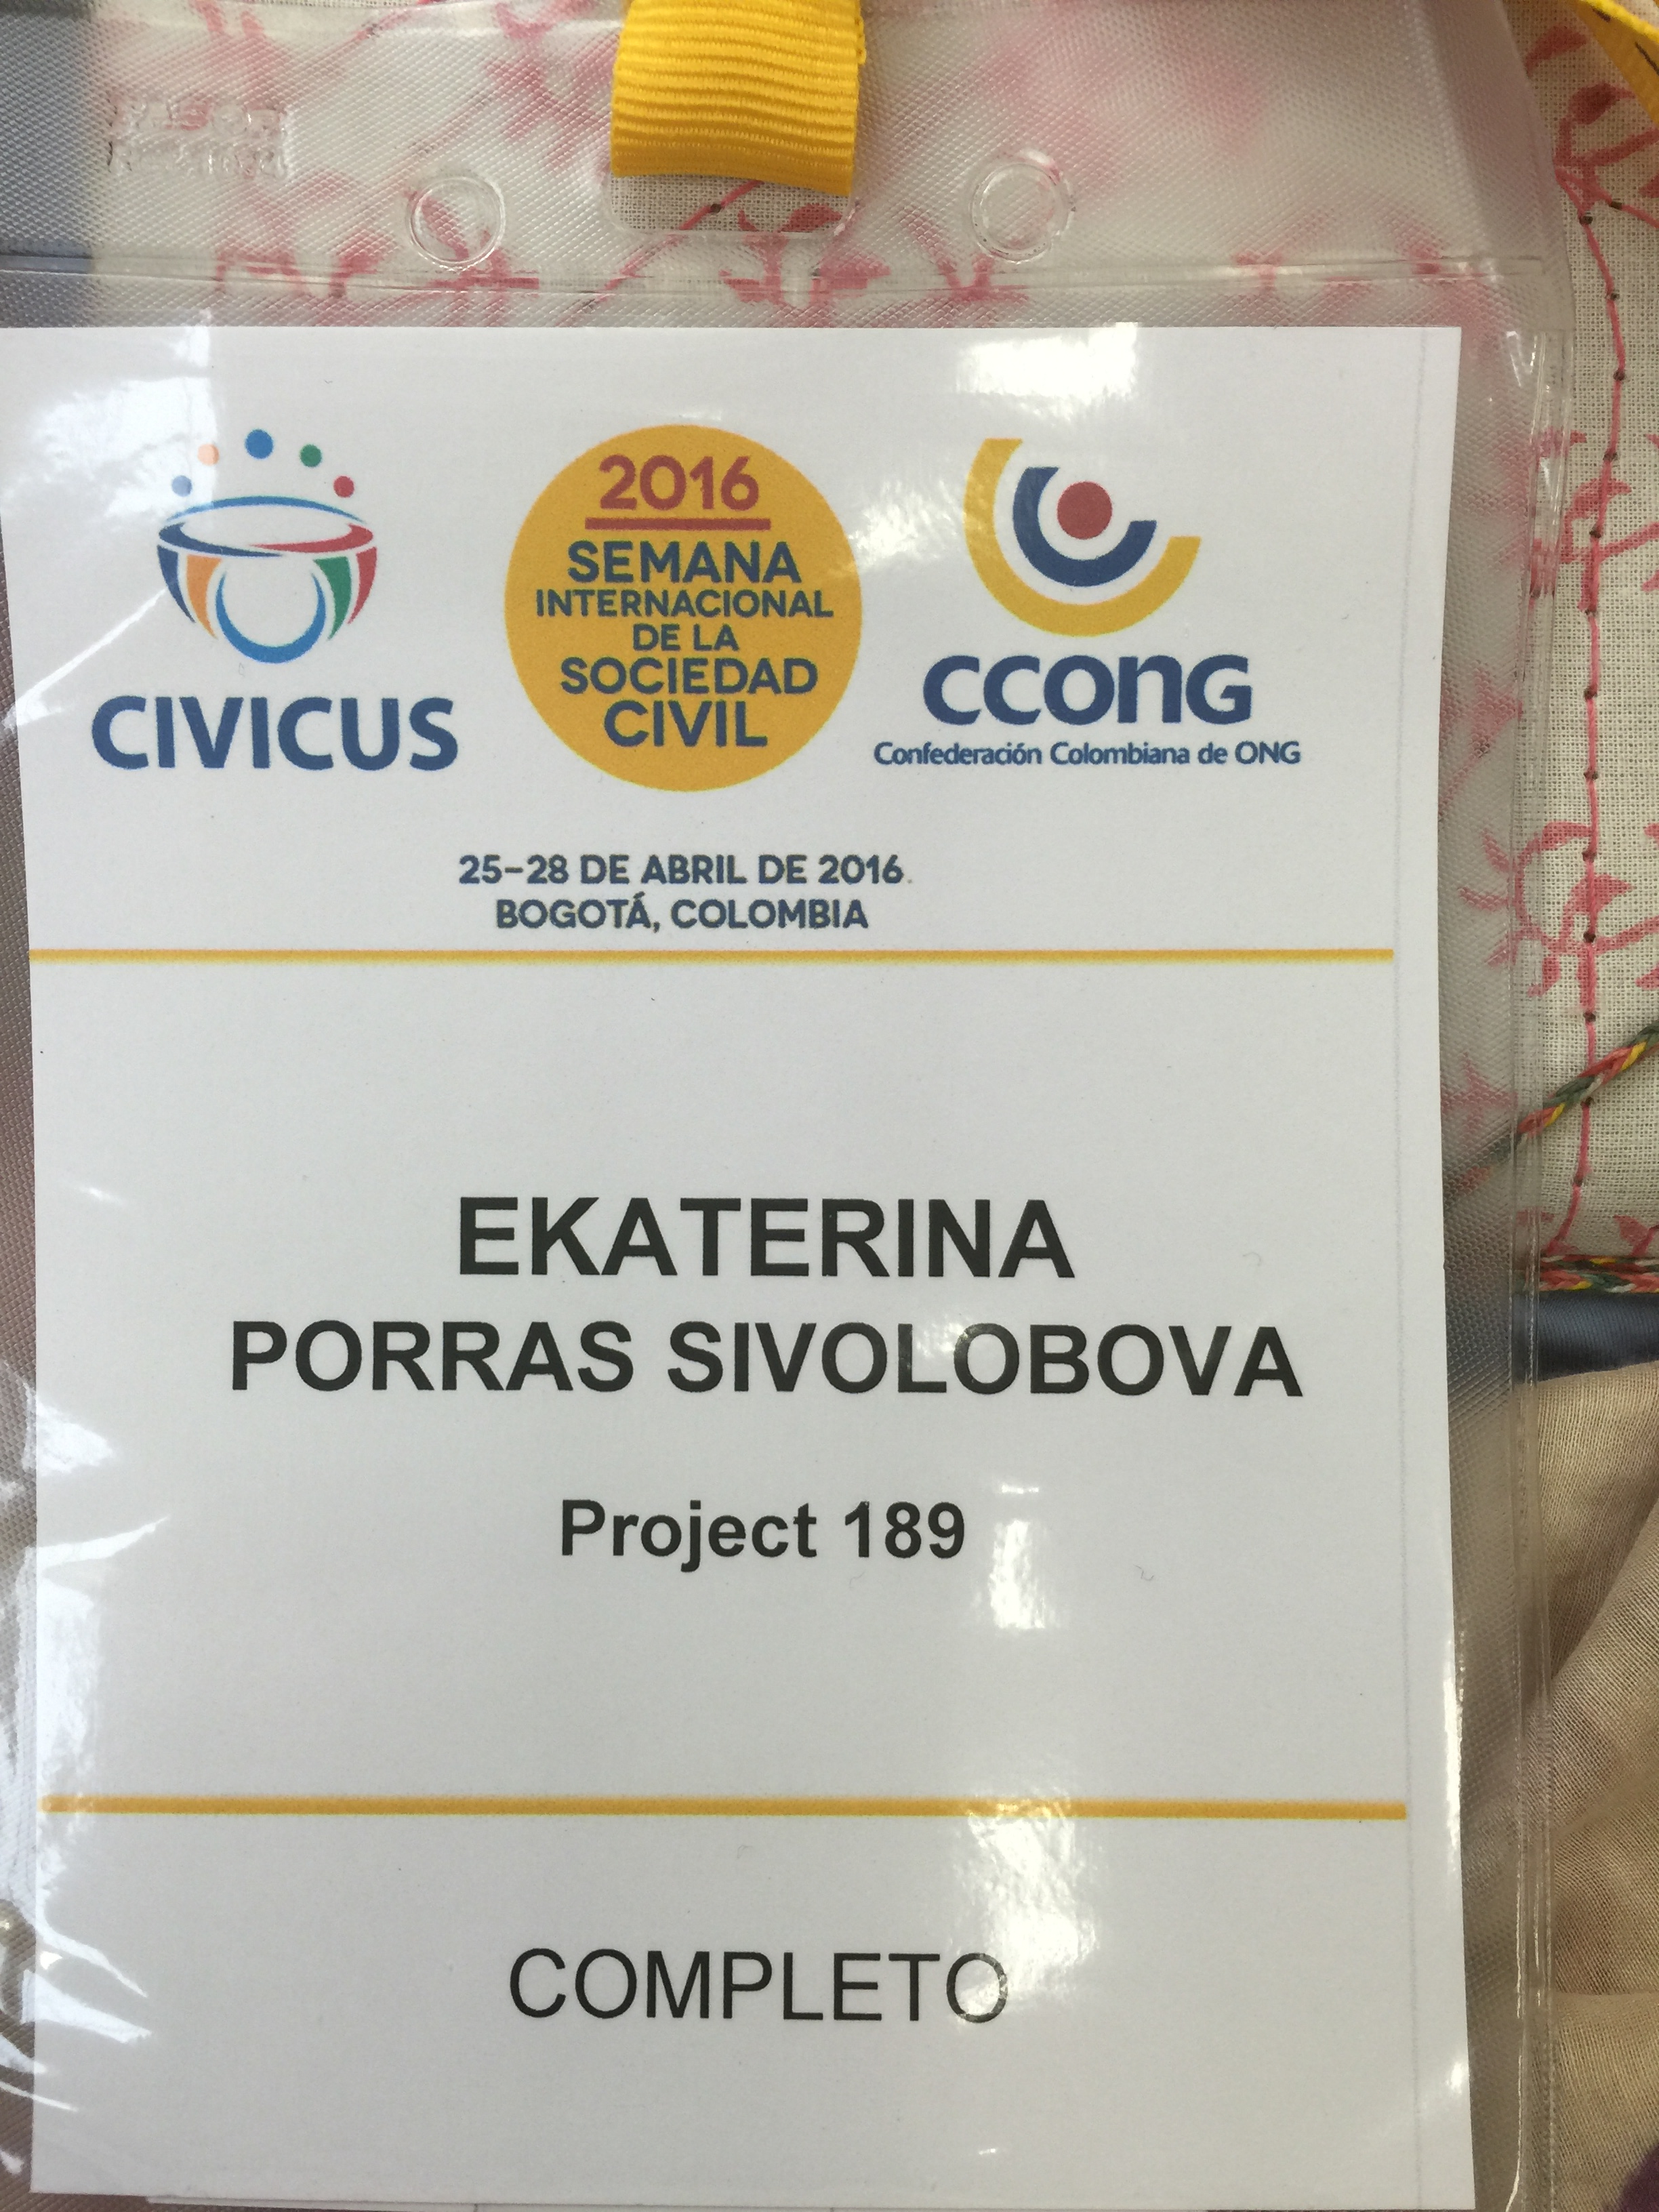 CIVICUS
2016
SEMANA
INTERNACIONAL
DE LA
SOCIEDAD
CIVIL
CCONG
Confederación Colombiana de ONG
25-28 DE ABRIL DE 2016
BOGOTÁ, COLOMBIA
EKATERINA
PORRAS SIVOLOBOVA
Project 189
COMPLETO